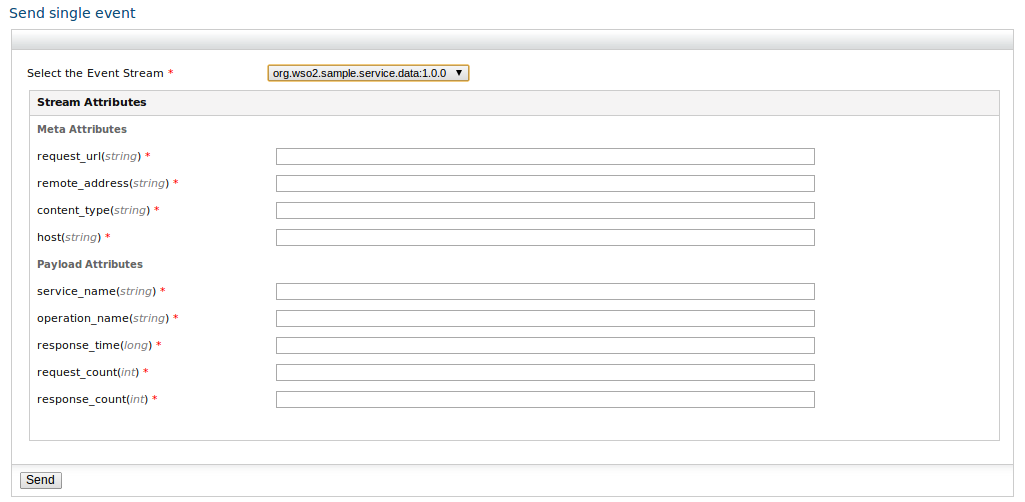 Send single event
Select the Event Stream * org.wso2.sample.service.data:1.0.0 ▼
Stream Attributes
Meta Attributes
request_url(string) *
remote_address(string) *
content_type(string) *
host(string) *
Payload Attributes
service_name(string) *
operation_name(string) *
response_time(long) *
request_count(int) *
response_count(int) *
Send